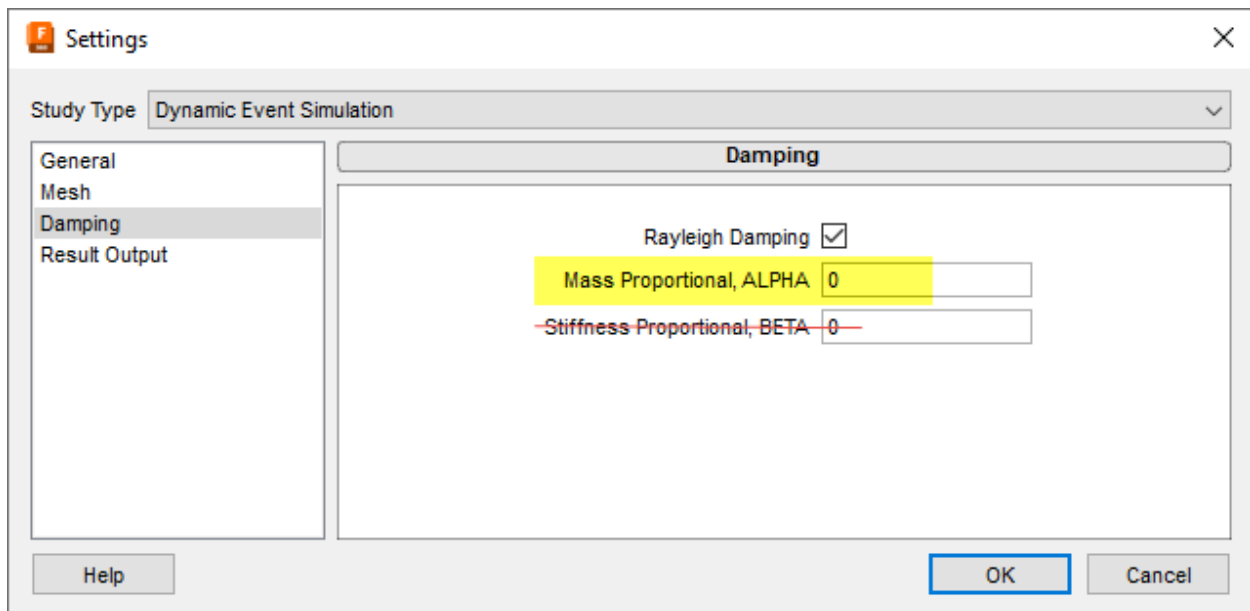 Settings
Study Type Dynamic Event Simulation
General
Mesh
Damping
Result Output
Damping
Rayleigh Damping
Mass Proportional, ALPHA 0
Stiffness Proportional, BETA 0
Help
OK
Cancel